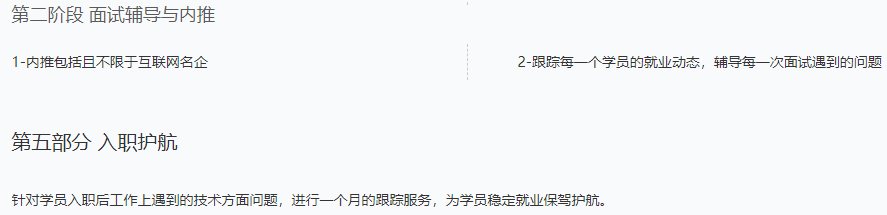 第二阶段 面试辅导与内推
1-内推包括且不限于互联网名企
2-跟踪每一个学员的就业动态，辅导每一次面试遇到的问题
第五部分 入职护航
针对学员入职后工作上遇到的技术方面问题，进行一个月的跟踪服务，为学员稳定就业保驾护航。